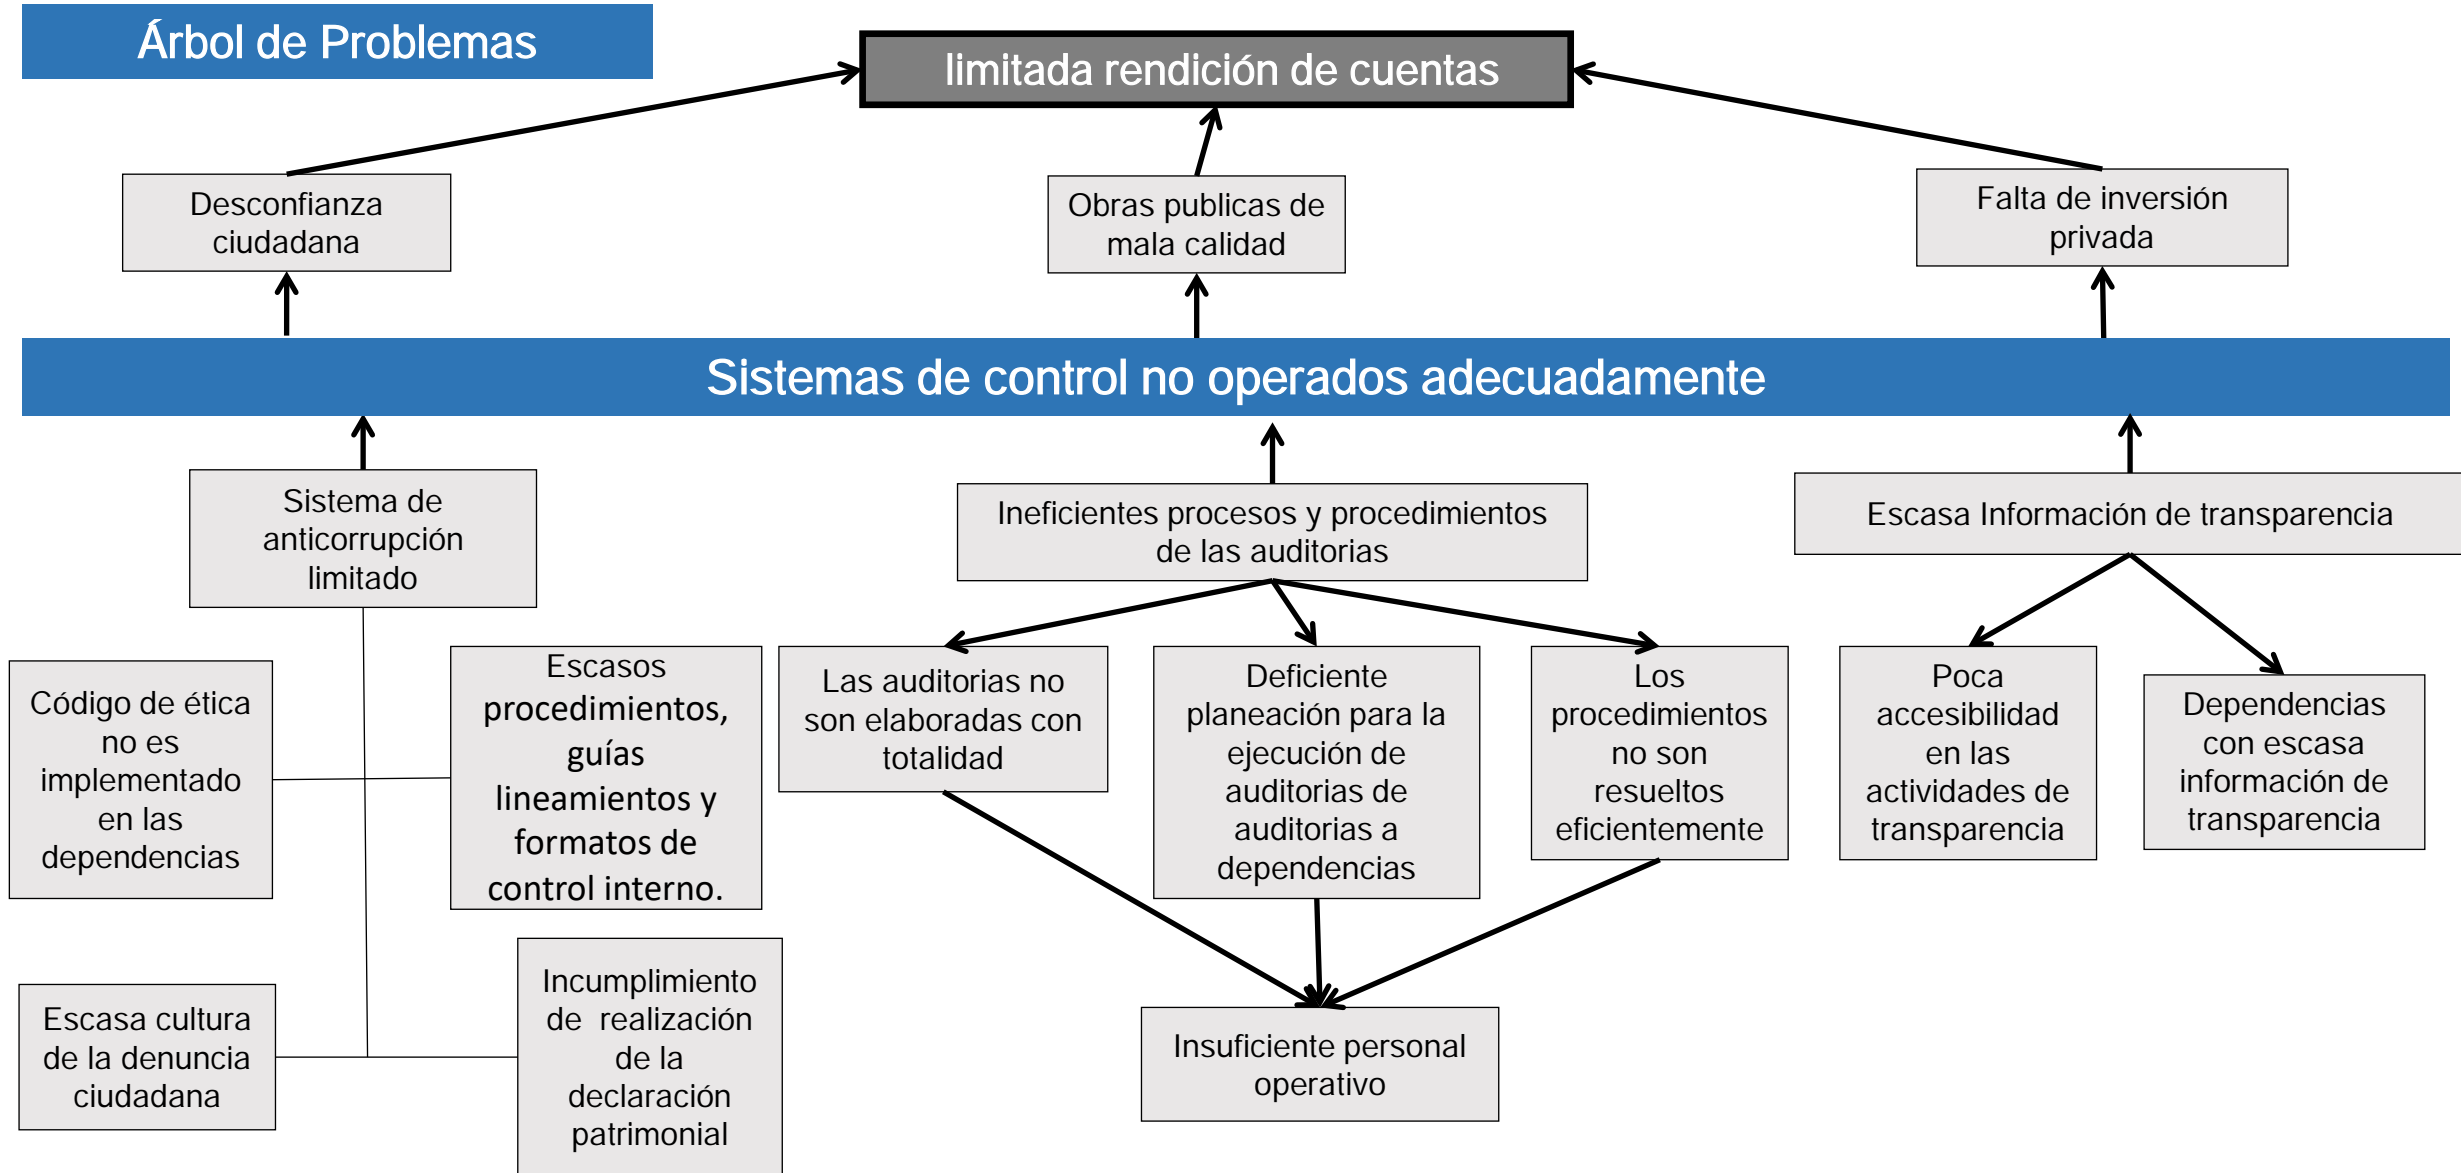 Árbol de Problemas
limitada rendición de cuentas
Desconfianza
ciudadana
Obras publicas de
mala calidad
Falta de inversión
privada
Sistemas de control no operados adecuadamente
Sistema de
anticorrupción
limitado
Ineficientes procesos y procedimientos
de las auditorias
Escasa Información de transparencia
Código de ética
no es
implementado
en las
dependencias
Escasos
procedimientos,
guías
lineamientos y
formatos de
control interno.
Las auditorias no
son elaboradas con
totalidad
Deficiente
planeación para la
ejecución de
auditorias de
auditorias a
dependencias
Los
procedimientos
no son
resueltos
eficientemente
Poca
accesibilidad
en las
actividades de
transparencia
Dependencias
con escasa
información de
transparencia
Escasa cultura
de la denuncia
ciudadana
Incumplimiento
de  realización
de la
declaración
patrimonial
Insuficiente personal
operativo